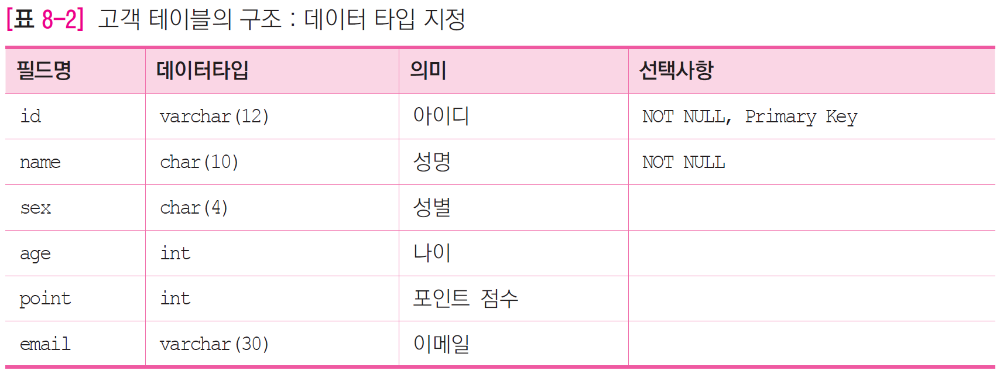 [표 8-2] 고객 테이블의 구조 : 데이터 타입 지정
필드명 데이터타입 의미 선택사항
id varchar(12) 아이디 NOT NULL, Primary Key
name char(10) 성명 NOT NULL
sex char(4) 성별
age int 나이
point int 포인트 점수
email varchar(30) 이메일